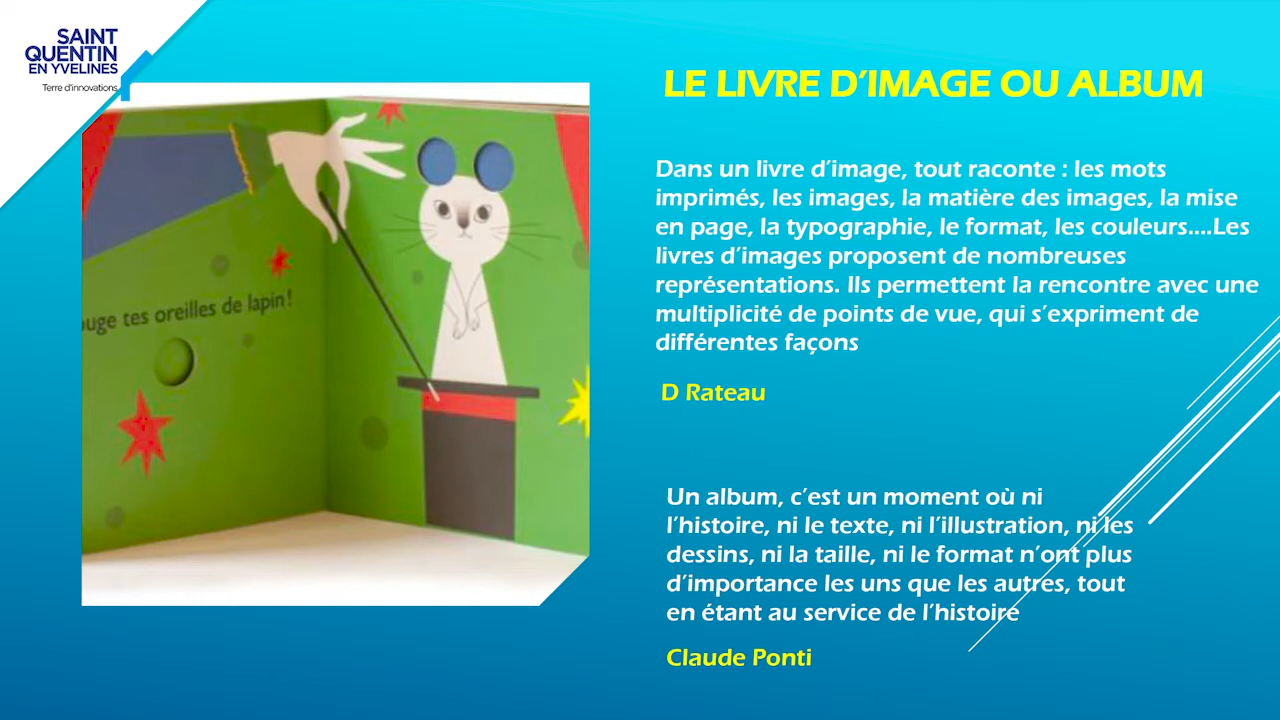 SAINT
QUENTIN
EN YVELINES
Terre d'innovations
LE LIVRE D'IMAGE OU ALBUM
tes oreilles de lapin !
Dans un livre d'image, tout raconte : les mots
imprimés, les images, la matière des images, la mise
en page, la typographie, le format, les couleurs....Les
livres d'images proposent de nombreuses
représentations. Ils permettent la rencontre avec une
multiplicité de points de vue, qui s'expriment de
différentes façons
D Rateau
Un album, c'est un moment où ni
l'histoire, ni le texte, ni l'illustration, ni les
dessins, ni la taille, ni le format n'ont plus
d'importance les uns que les autres, tout
en étant au service de l'histoire
Claude Ponti